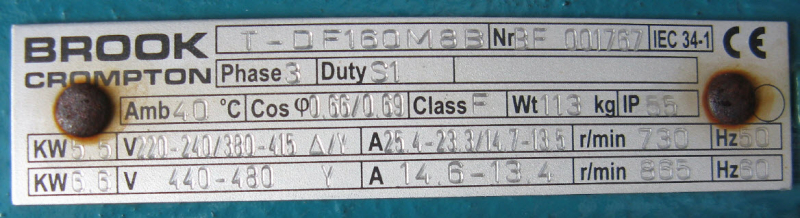 BROOK CROMPTON
T-DF160M8B Nr BF 001767 IEC 34-1 CE
Phase 3 Duty S1
Amb 40 °C Cos φ 0.66/0.69 Class F Wt 113 kg IP 55
KW 5.5 V 220-240/380-415 Δ/Y A 25.4-23.3/14.7-13.5 r/min 730 Hz 50
KW 6.6 V 440-480 Y A 14.6-13.4 r/min 865 Hz 60